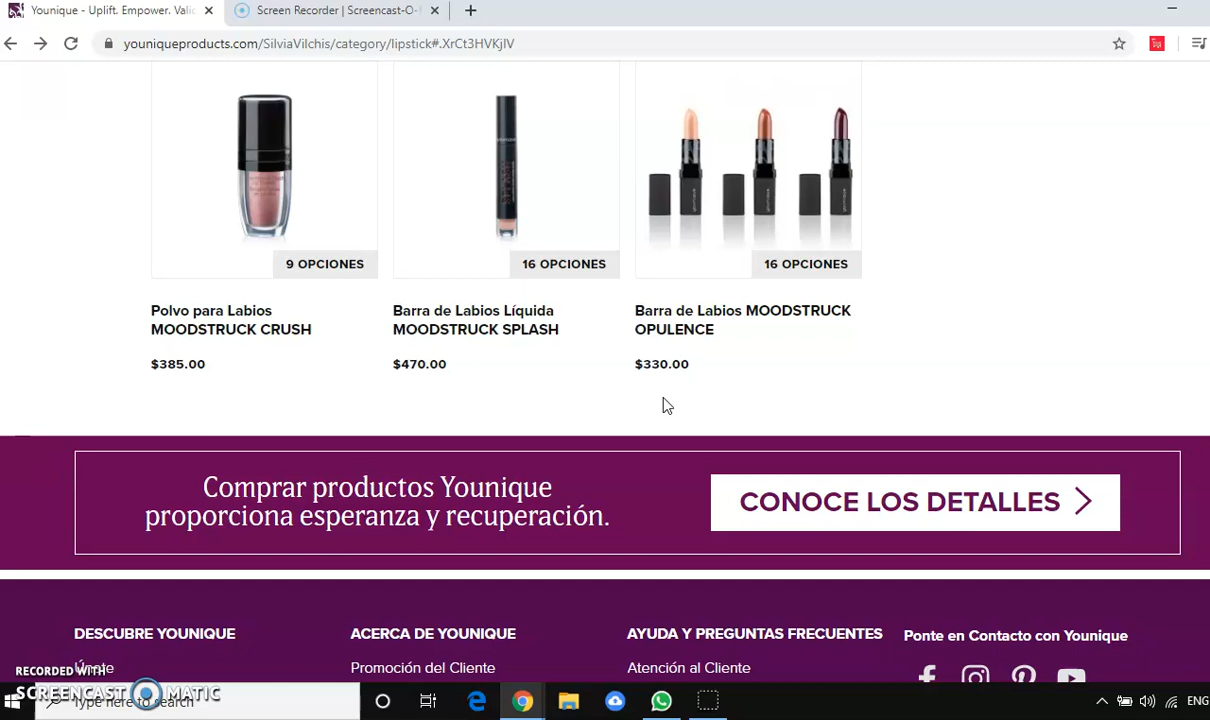 Younique - Uplift. Empower. Vali
Screen Recorder | Screencast-O-
youniqueproducts.com/SilviaVilchis/category/lipstick#.XrCt3HVKjIV
9 OPCIONES
16 OPCIONES
16 OPCIONES
Polvo para Labios
MOODSTRUCK CRUSH
$385.00
Barra de Labios Líquida
MOODSTRUCK SPLASH
$470.00
Barra de Labios MOODSTRUCK
OPULENCE
$330.00
Comprar productos Younique
proporciona esperanza y recuperación.
CONOCE LOS DETALLES
DESCUBRE YOUNIQUE
ACERCA DE YOUNIQUE
AYUDA Y PREGUNTAS FRECUENTES
Ponte en Contacto con Younique
Únete
Promoción del Cliente
Atención al Cliente
RECORDED WITH
SCREENCAST MATIC
Type here to search
ENG